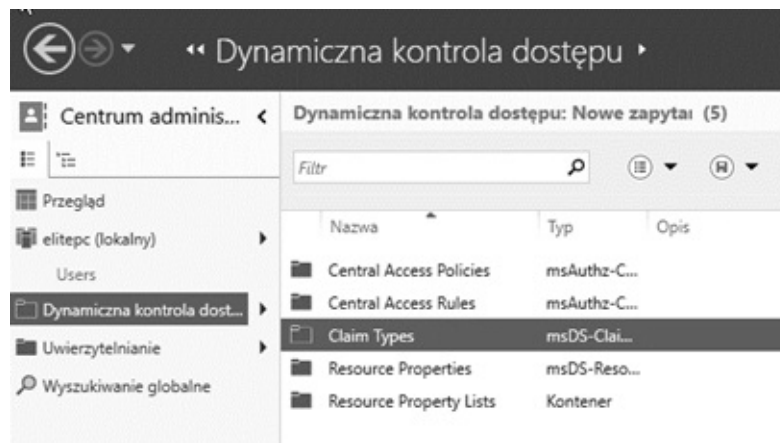 Dynamiczna kontrola dostępu
Centrum adminis...
Dynamiczna kontrola dostępu: Nowe zapytai (5)
Filtr
Przegląd
elitepc (lokalny)
Users
Dynamiczna kontrola dost...
Uwierzytelnianie
Wyszukiwanie globalne
Nazwa Typ Opis
Central Access Policies msAuthz-C...
Central Access Rules msAuthz-C...
Claim Types msDS-Clai...
Resource Properties msDS-Reso...
Resource Property Lists Kontener